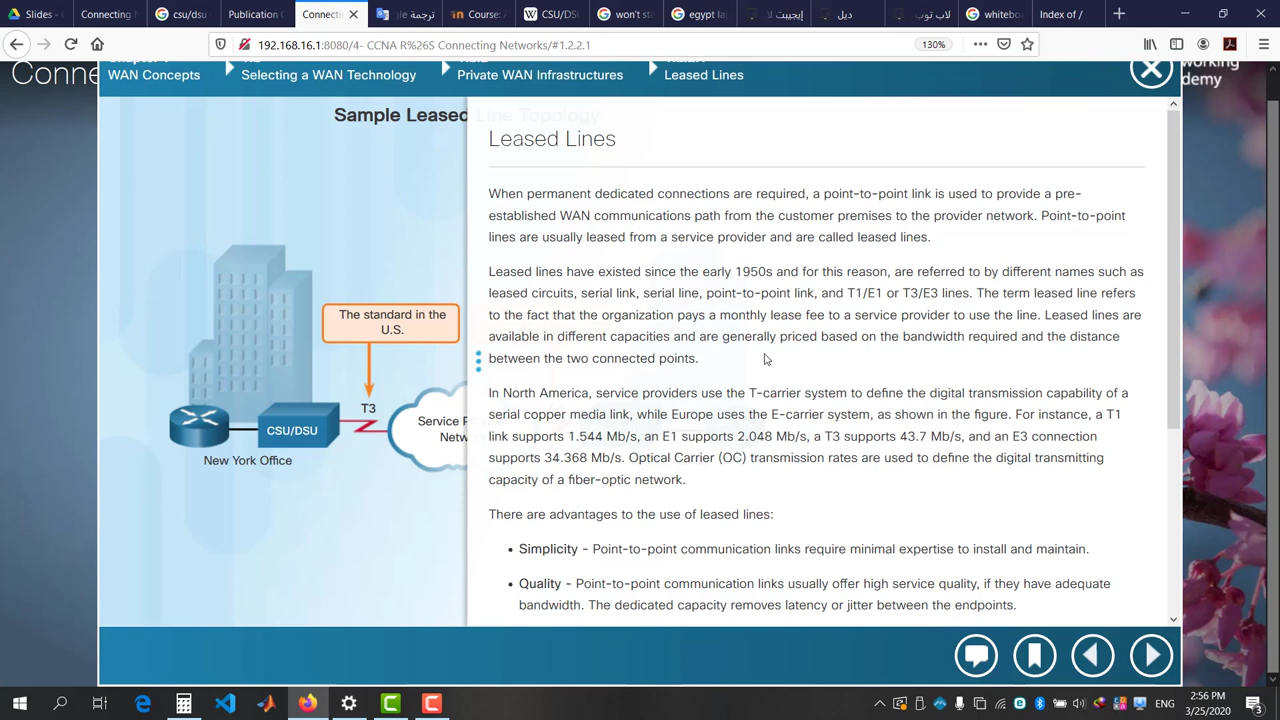 Slides -
Connecting N
csu/dsu -
Publication C
Connectin
ترجمة
gle
Course: A
CSU/DSU
won't sta
egypt la
إيجيبت لا
ديل
لاب توب
whitebo
Index of /
192.168.16.1:8080/4- CCNA R%26S Connecting Networks/#1.2.2.1
130%
Conne
WAN Concepts
Selecting a WAN Technology
Private WAN Infrastructures
Leased Lines
working
demy
Sample Leased Line Topology
Leased Lines
When permanent dedicated connections are required, a point-to-point link is used to provide a pre-
established WAN communications path from the customer premises to the provider network. Point-to-point
lines are usually leased from a service provider and are called leased lines.
Leased lines have existed since the early 1950s and for this reason, are referred to by different names such as
leased circuits, serial link, serial line, point-to-point link, and T1/E1 or T3/E3 lines. The term leased line refers
to the fact that the organization pays a monthly lease fee to a service provider to use the line. Leased lines are
available in different capacities and are generally priced based on the bandwidth required and the distance
between the two connected points.
In North America, service providers use the T-carrier system to define the digital transmission capability of a
serial copper media link, while Europe uses the E-carrier system, as shown in the figure. For instance, a T1
link supports 1.544 Mb/s, an E1 supports 2.048 Mb/s, a T3 supports 43.7 Mb/s, and an E3 connection
supports 34.368 Mb/s. Optical Carrier (OC) transmission rates are used to define the digital transmitting
capacity of a fiber-optic network.
There are advantages to the use of leased lines:
• Simplicity - Point-to-point communication links require minimal expertise to install and maintain.
• Quality - Point-to-point communication links usually offer high service quality, if they have adequate
bandwidth. The dedicated capacity removes latency or jitter between the endpoints.
The standard in the
U.S.
T3
CSU/DSU
Service P
Netw
New York Office
ENG
2:56 PM
3/25/2020
3